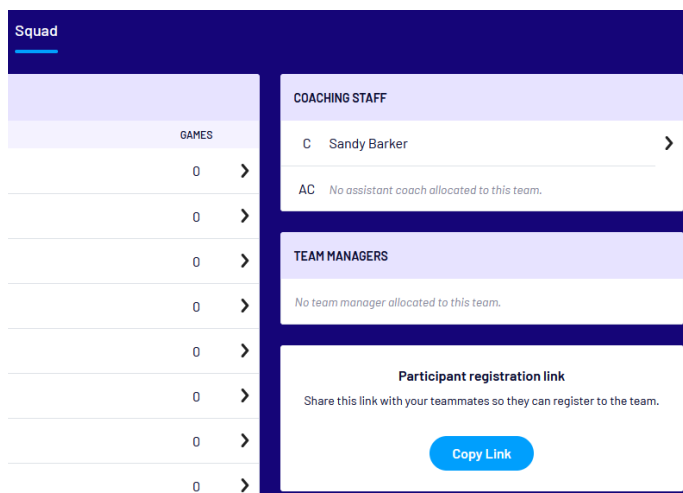 Squad
GAMES
0
0
0
0
0
0
0
0
COACHING STAFF
C Sandy Barker
AC No assistant coach allocated to this team.
TEAM MANAGERS
No team manager allocated to this team.
Participant registration link
Share this link with your teammates so they can register to the team.
Copy Link